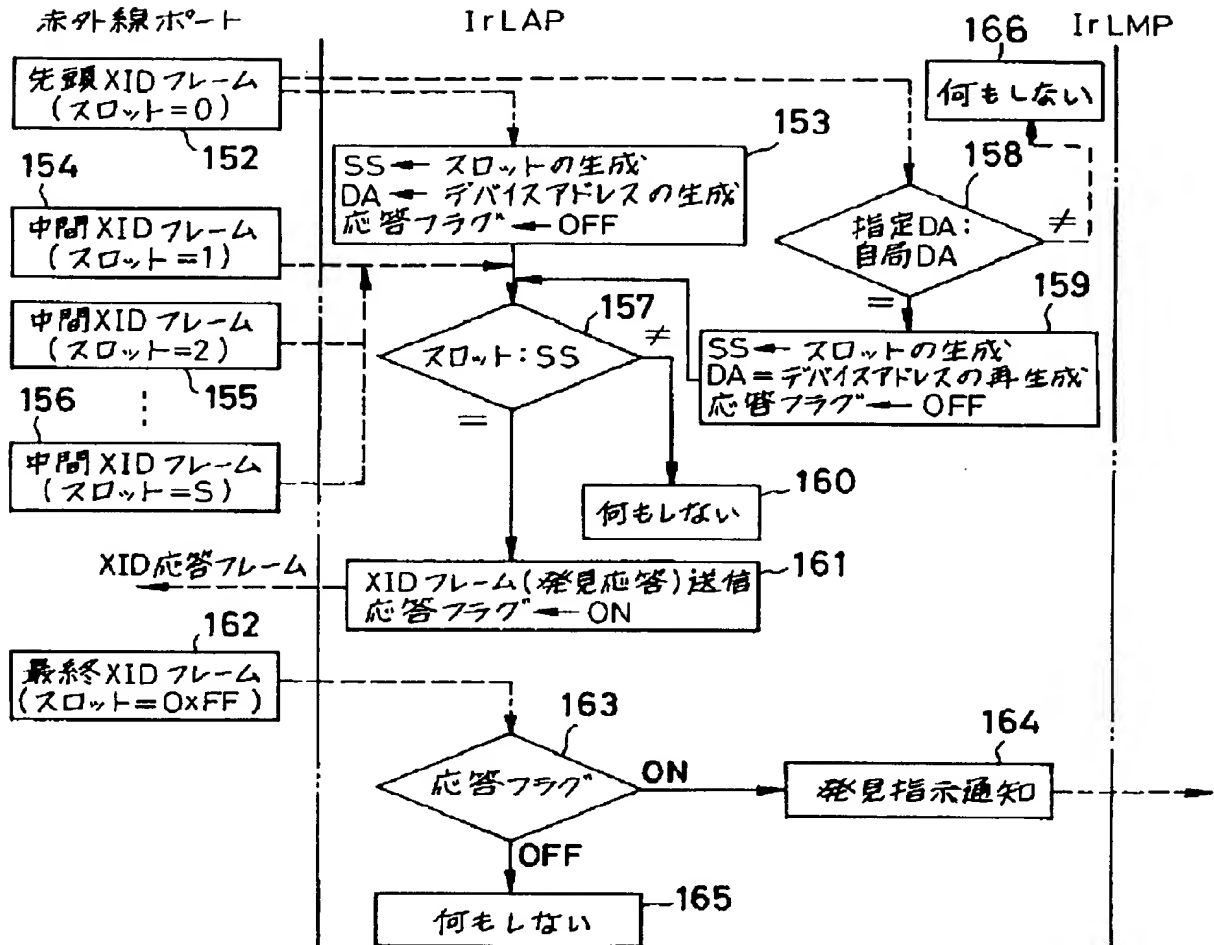 赤外線ポート
IrLAP
IrLMP
先頭XIDフレーム
(スロット=0)
152
166
何もしない
153
SS← スロットの生成
DA← デバイスアドレスの生成
応答フラグ← OFF
158
指定DA:
自局DA
≠
=
154
中間XIDフレーム
(スロット=1)
中間XIDフレーム
(スロット=2)
155
156
中間XIDフレーム
(スロット=S)
157
スロット:SS
≠
=
159
SS← スロットの生成
DA=デバイスアドレスの再生成
応答フラグ← OFF
160
何もしない
XID応答フレーム
161
XIDフレーム(発見応答)送信
応答フラグ← ON
162
最終XIDフレーム
(スロット=0xFF)
163
応答フラグ
ON
OFF
164
発見指示通知
165
何もしない